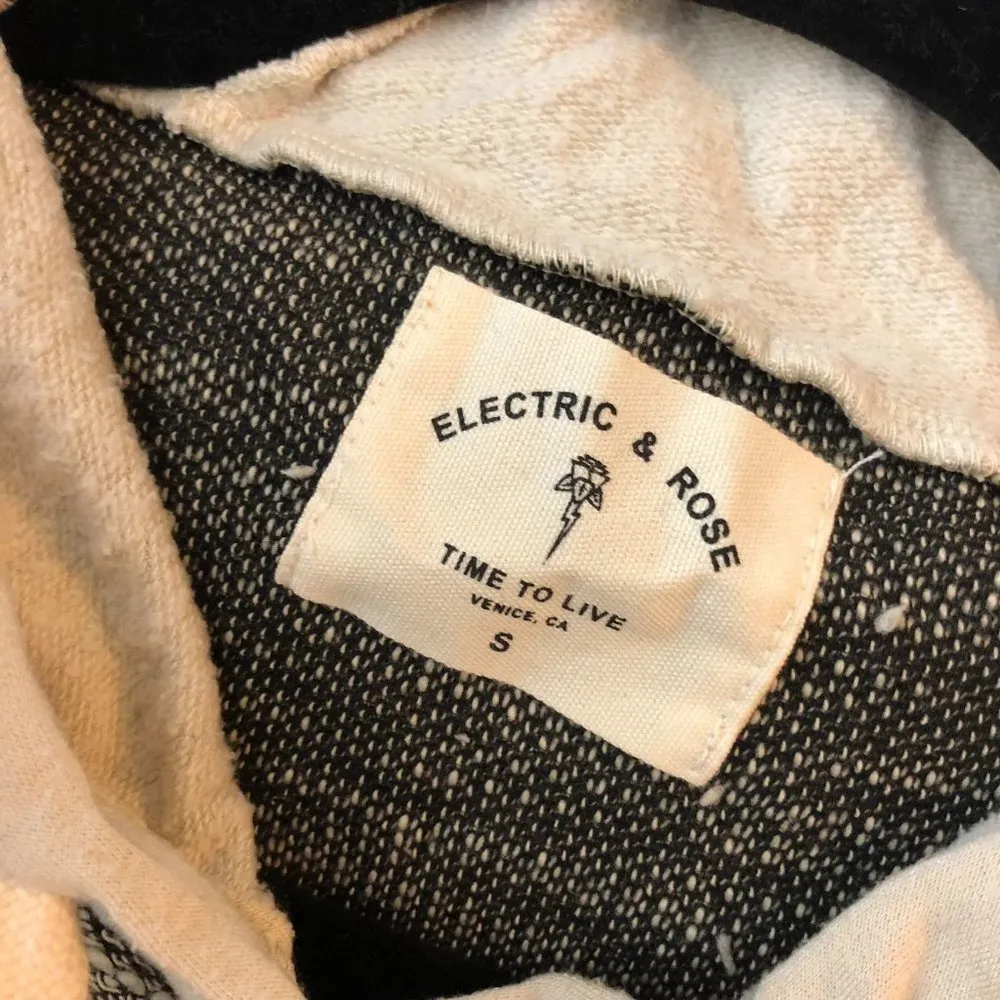 ELECTRIC & ROSE
TIME TO LIVE
VENICE, CA
S